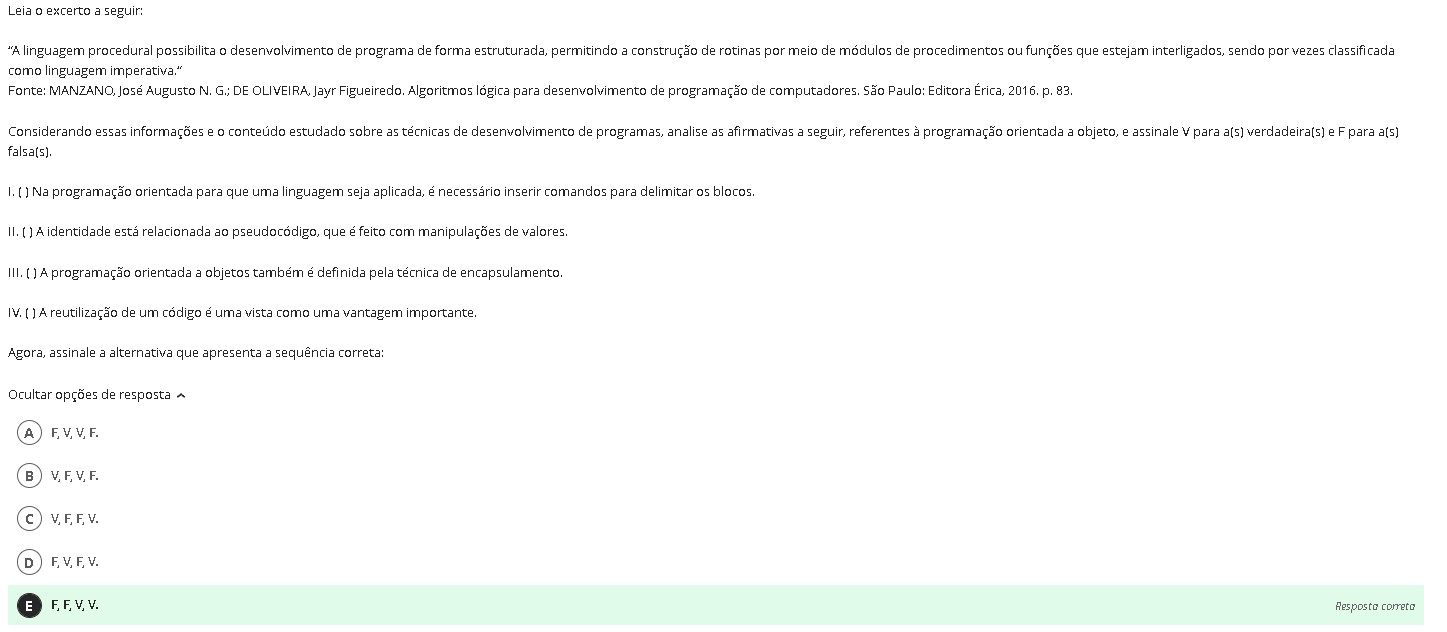 Leia o excerto a seguir:
“A linguagem procedural possibilita o desenvolvimento de programa de forma estruturada, permitindo a construção de rotinas por meio de módulos de procedimentos ou funções que estejam interligados, sendo por vezes classificada
como linguagem imperativa.“
Fonte: MANZANO, José Augusto N. G.; DE OLIVEIRA, Jayr Figueiredo. Algoritmos lógica para desenvolvimento de programação de computadores. São Paulo: Editora Érica, 2016. p. 83.
Considerando essas informações e o conteúdo estudado sobre as técnicas de desenvolvimento de programas, analise as afirmativas a seguir, referentes à programação orientada a objeto, e assinale V para a(s) verdadeira(s) e F para a(s)
falsa(s).
I. ( ) Na programação orientada para que uma linguagem seja aplicada, é necessário inserir comandos para delimitar os blocos.
II. ( ) A identidade está relacionada ao pseudocódigo, que é feito com manipulações de valores.
III. ( ) A programação orientada a objetos também é definida pela técnica de encapsulamento.
IV. ( ) A reutilização de um código é uma vista como uma vantagem importante.
Agora, assinale a alternativa que apresenta a sequência correta:
Ocultar opções de resposta
A F, V, V, F.
B V, F, V, F.
C V, F, F, V.
D F, V, F, V.
E F, F, V, V. Resposta correta